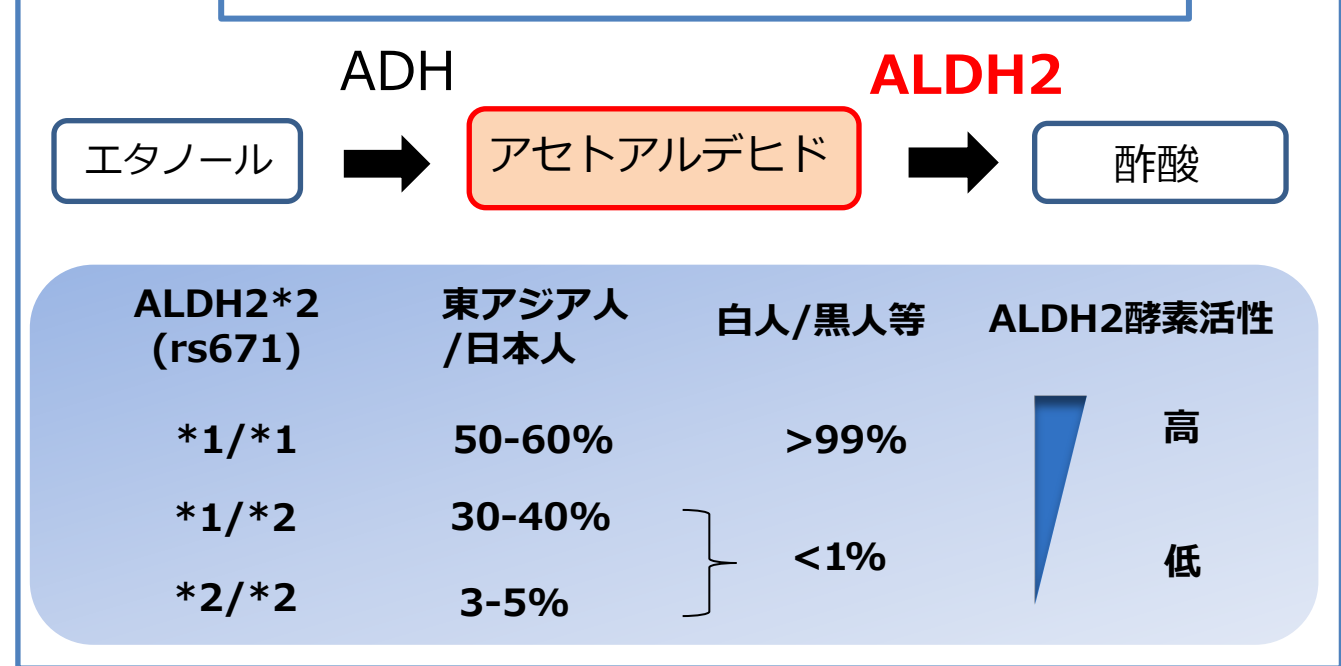 ADH
ALDH2
エタノール
アセトアルデヒド
酢酸
ALDH2*2
(rs671)
東アジア人
/日本人
白人/黒人等
ALDH2酵素活性
*1/*1
50-60%
>99%
高
*1/*2
30-40%
<1%
低
*2/*2
3-5%